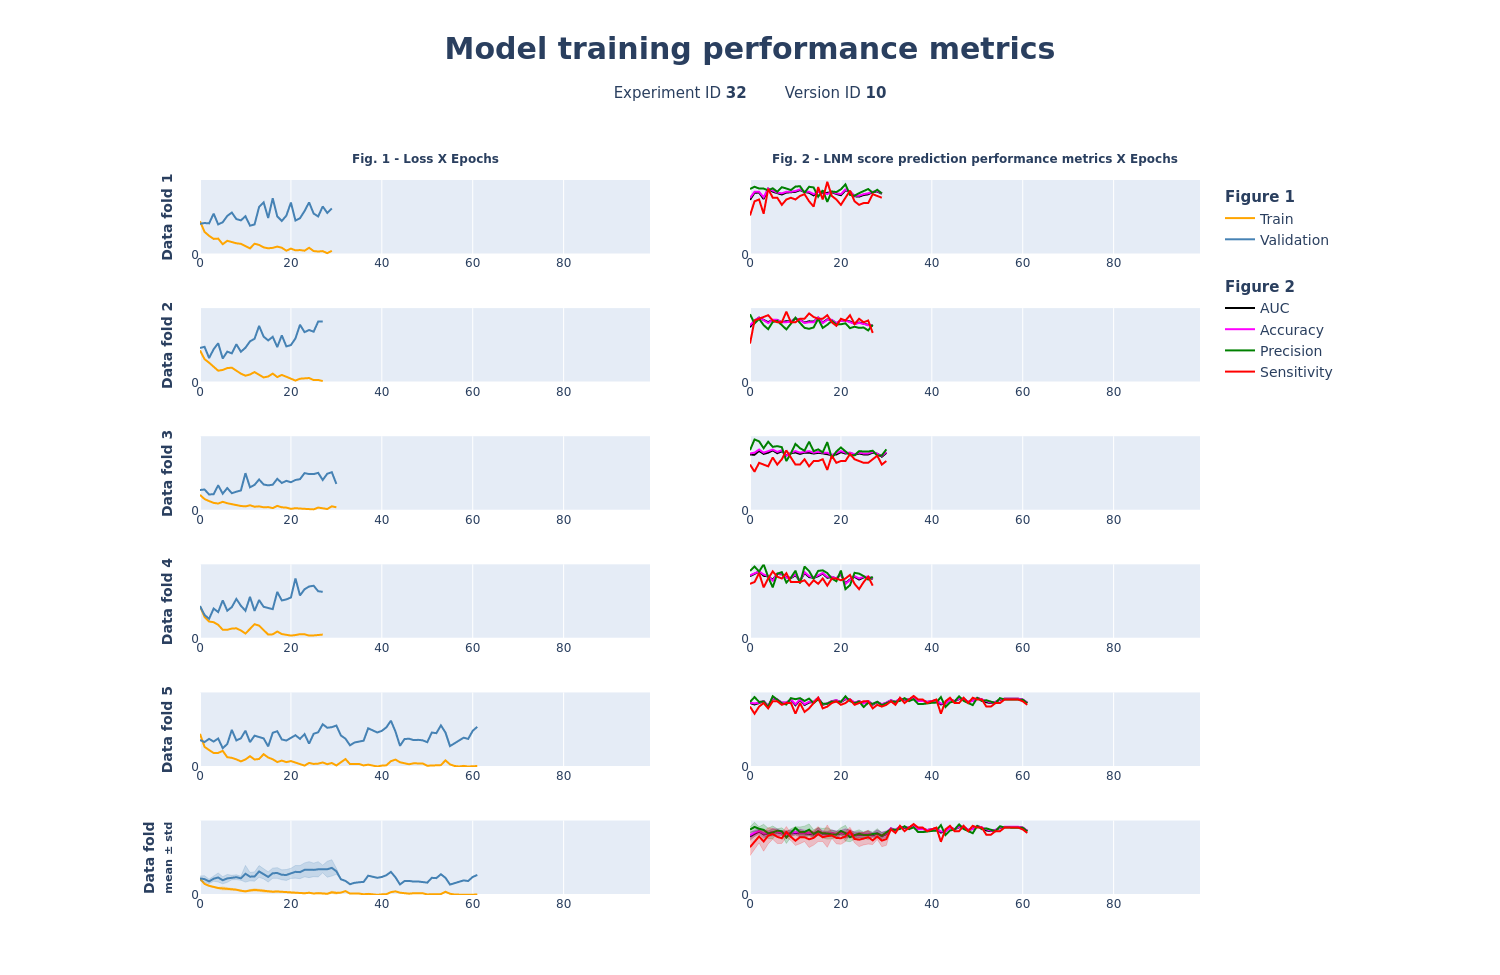 Model training performance metrics
Experiment ID 32 Version ID 10
Fig. 1 - Loss X Epochs
Fig. 2 - LNM score prediction performance metrics X Epochs
Data fold 1
0
0 20 40 60 80
0
0 20 40 60 80
Figure 1
Train
Validation
Figure 2
AUC
Accuracy
Precision
Sensitivity
Data fold 2
0
0 20 40 60 80
0
0 20 40 60 80
Data fold 3
0
0 20 40 60 80
0
0 20 40 60 80
Data fold 4
0
0 20 40 60 80
0
0 20 40 60 80
Data fold 5
0
0 20 40 60 80
0
0 20 40 60 80
Data fold
mean ± std
0
0 20 40 60 80
0
0 20 40 60 80